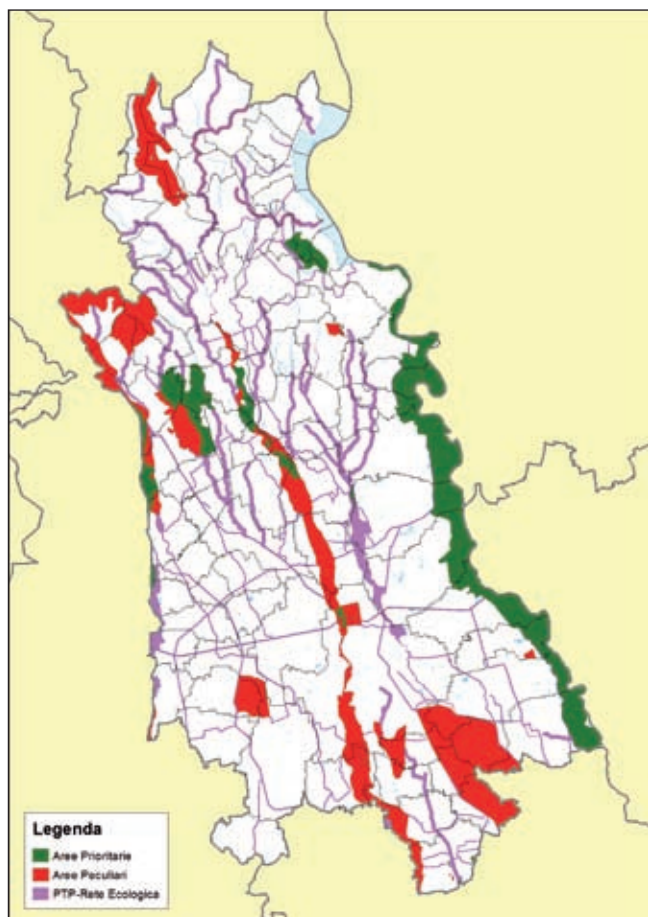 Legenda
Aree Prioritarie
Aree Peculiari
PTP-Rete Ecologica